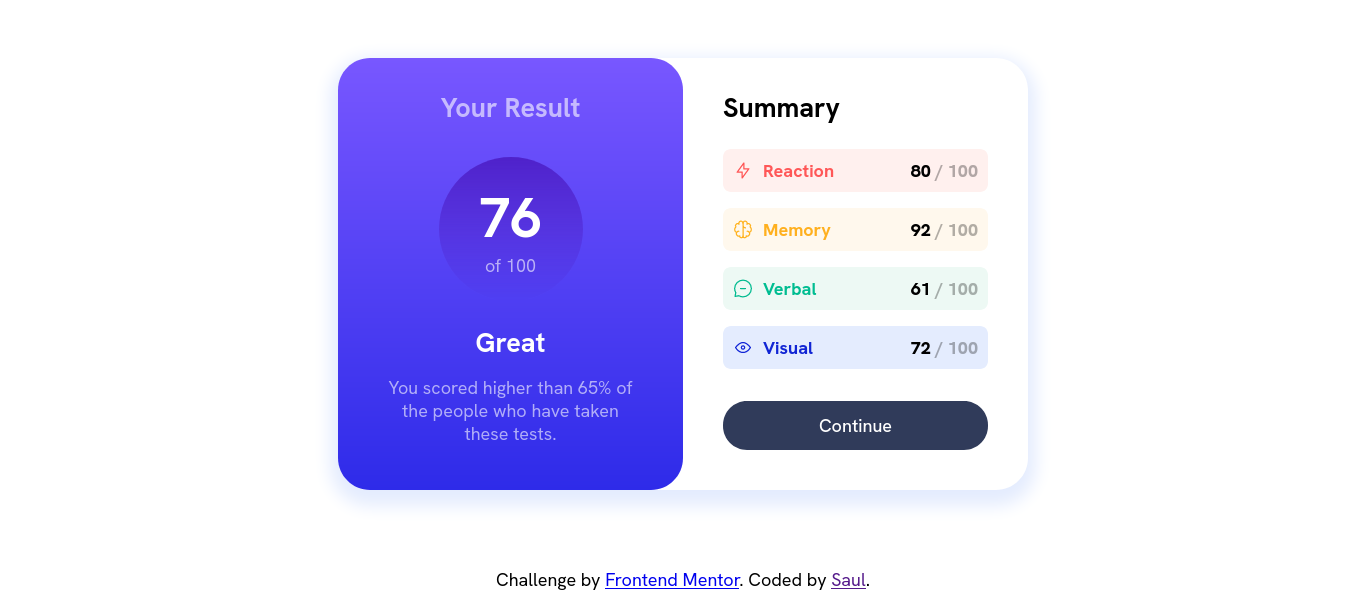 Your Result
76
of 100
Great
You scored higher than 65% of
the people who have taken
these tests.
Summary
Reaction 80 / 100
Memory 92 / 100
Verbal 61 / 100
Visual 72 / 100
Continue
Challenge by Frontend Mentor. Coded by Saul.